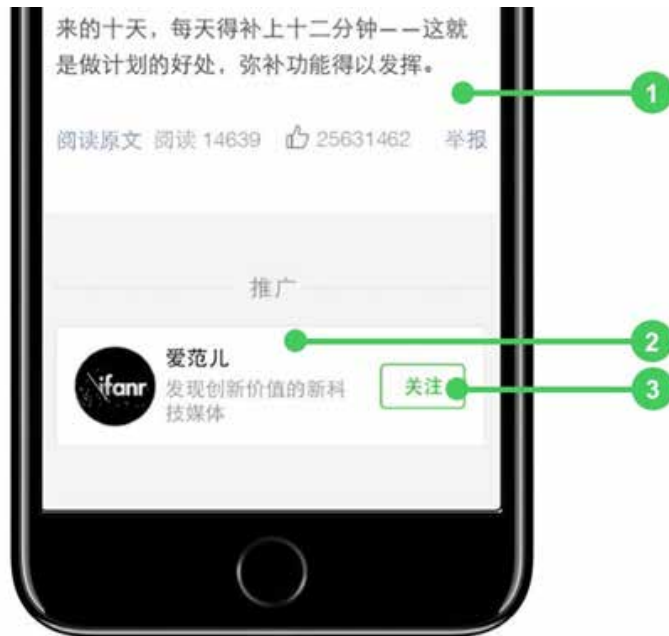 来的十天，每天得补上十二分钟——这就
是做计划的好处，弥补功能得以发挥。
1
阅读原文 阅读 14639 25631462 举报
推广
2
爱范儿
ifanr
发现创新价值的新科
技媒体
关注
3